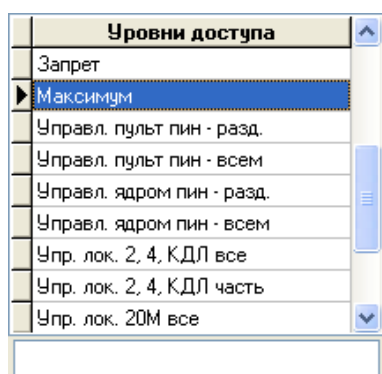 Уровни доступа
Запрет
Максимум
Управл. пульт пин - разд.
Управл. пульт пин - всем
Управл. ядром пин - разд.
Управл. ядром пин - всем
Упр. лок. 2, 4, КДЛ все
Упр. лок. 2, 4, КДЛ часть
Упр. лок. 20М все